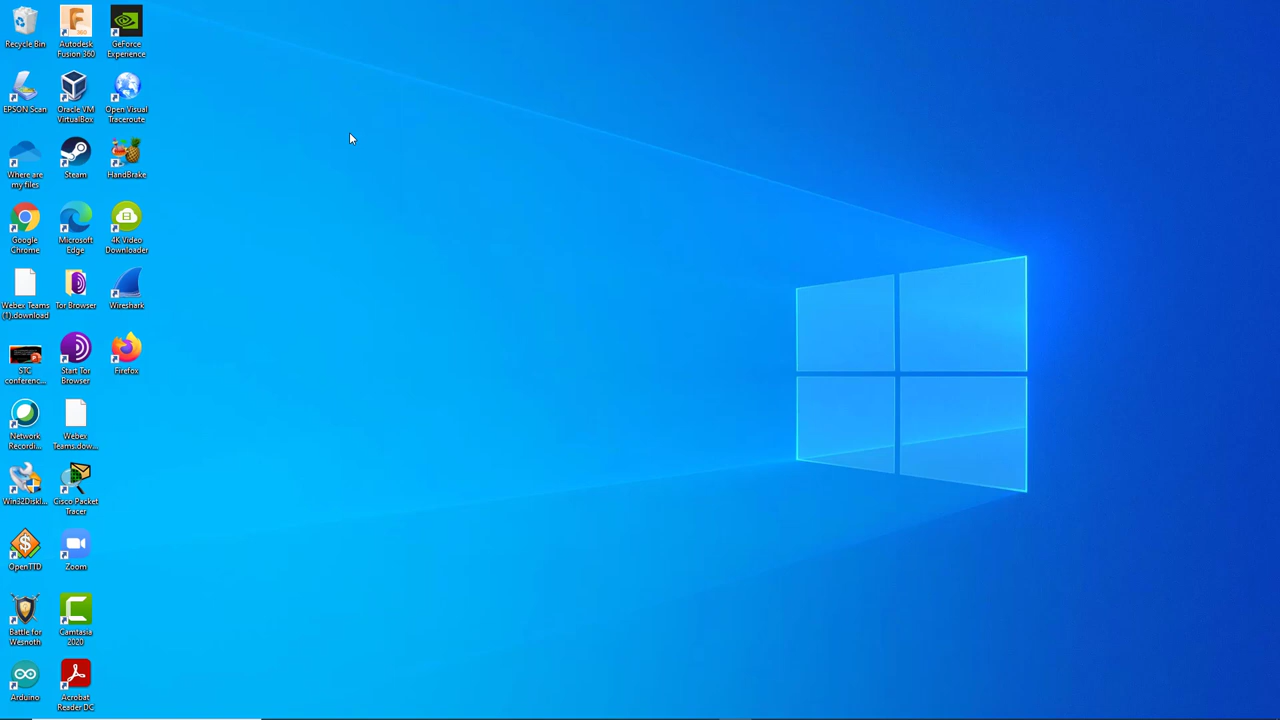 Recycle Bin
Autodesk
Fusion 360
GeForce
Experience
EPSON Scan
Oracle VM
VirtualBox
Open Visual
Traceroute
Where are
my files
Steam
HandBrake
Google
Chrome
Microsoft
Edge
4K Video
Downloader
Webex Teams
(1).download
Tor Browser
Wireshark
STC
conferenc...
Start Tor
Browser
Firefox
Network
Recordi...
Webex
Teams.dow...
Win32DiskI...
Cisco Packet
Tracer
OpenTTD
Zoom
Battle for
Wesnoth
Camtasia
2020
Arduino
Acrobat
Reader DC